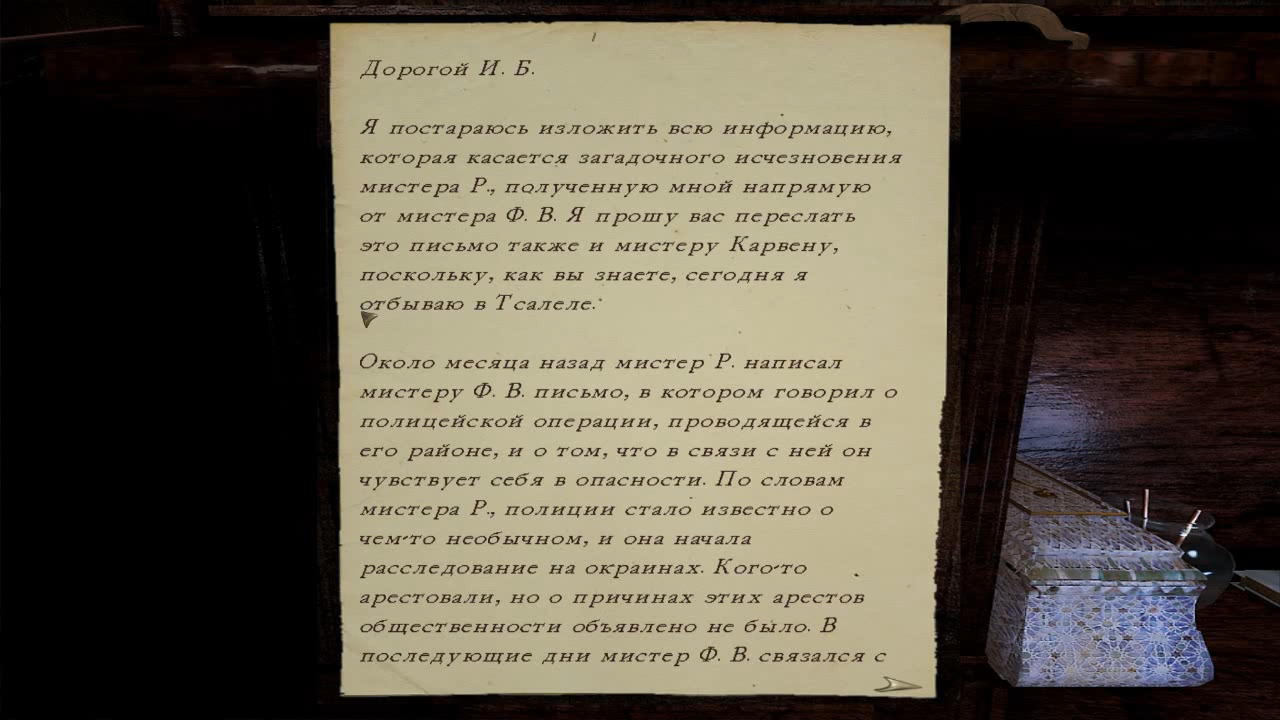 Дорогой И. Б.
Я постараюсь изложить всю информацию,
которая касается загадочного исчезновения
мистера Р., полученную мной напрямую
от мистера Ф. В. Я прошу вас переслать
это письмо также и мистеру Карвену,
поскольку, как вы знаете, сегодня я
отбываю в Тсалеле.
Около месяца назад мистер Р. написал
мистеру Ф. В. письмо, в котором говорил о
полицейской операции, проводящейся в
его районе, и о том, что в связи с ней он
чувствует себя в опасности. По словам
мистера Р., полиции стало известно о
чем-то необычном, и она начала
расследование на окраинах. Кого-то
арестовали, но о причинах этих арестов
общественности объявлено не было. В
последующие дни мистер Ф. В. связался с